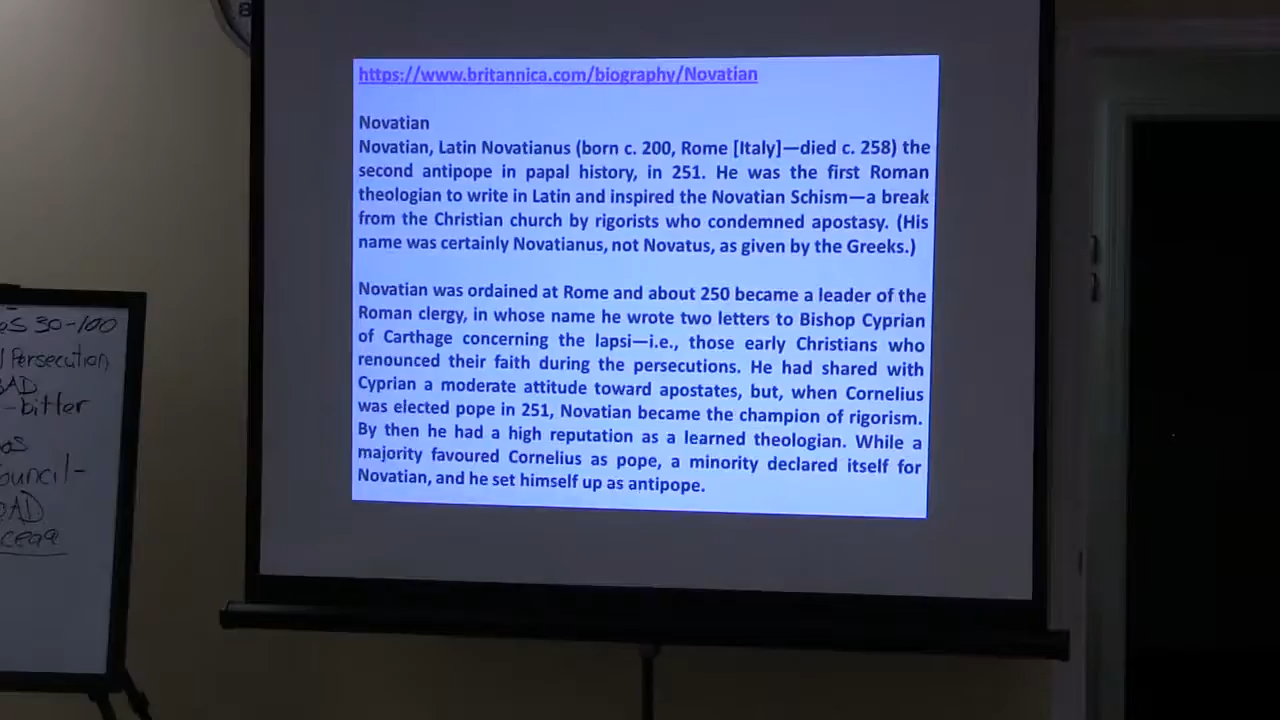 https://www.britannica.com/biography/Novatian
Novatian
Novatian, Latin Novatianus (born c. 200, Rome [Italy]—died c. 258) the
second antipope in papal history, in 251. He was the first Roman
theologian to write in Latin and inspired the Novatian Schism—a break
from the Christian church by rigorists who condemned apostasy. (His
name was certainly Novatianus, not Novatus, as given by the Greeks.)
Novatian was ordained at Rome and about 250 became a leader of the
Roman clergy, in whose name he wrote two letters to Bishop Cyprian
of Carthage concerning the lapsi—i.e., those early Christians who
renounced their faith during the persecutions. He had shared with
Cyprian a moderate attitude toward apostates, but, when Cornelius
was elected pope in 251, Novatian became the champion of rigorism.
By then he had a high reputation as a learned theologian. While a
majority favoured Cornelius as pope, a minority declared itself for
Novatian, and he set himself up as antipope.
30-100
Persecution
AD
-bitter
ouncil-
AD
8